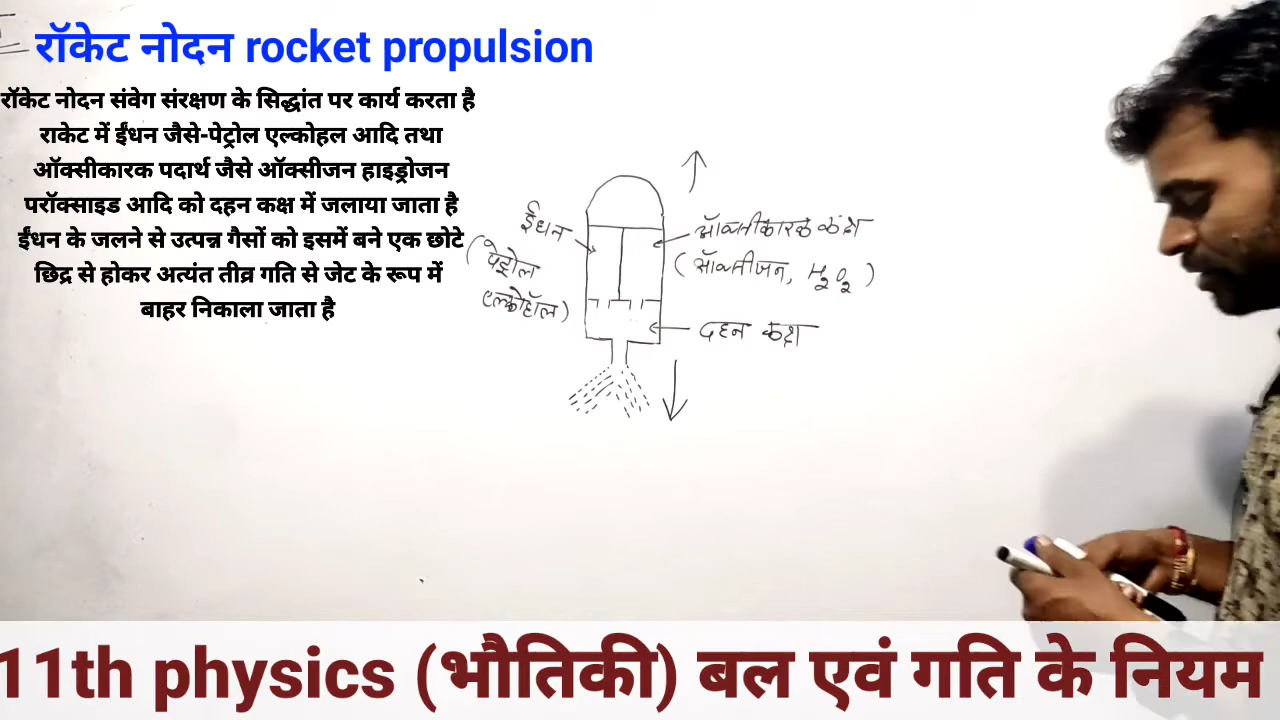 रॉकेट नोदन rocket propulsion
रॉकेट नोदन संवेग संरक्षण के सिद्धांत पर कार्य करता है
राकेट में ईंधन जैसे-पेट्रोल एल्कोहल आदि तथा
ऑक्सीकारक पदार्थ जैसे ऑक्सीजन हाइड्रोजन
परॉक्साइड आदि को दहन कक्ष में जलाया जाता है
ईंधन के जलने से उत्पन्न गैसों को इसमें बने एक छोटे
छिद्र से होकर अत्यंत तीव्र गति से जेट के रूप में
बाहर निकाला जाता है
ईंधन
(पेट्रोल
एल्कोहॉल)
ऑक्सीकारक कक्ष
(ऑक्सीजन, H2O2)
दहन कक्ष
11th physics (भौतिकी) बल एवं गति के नियम